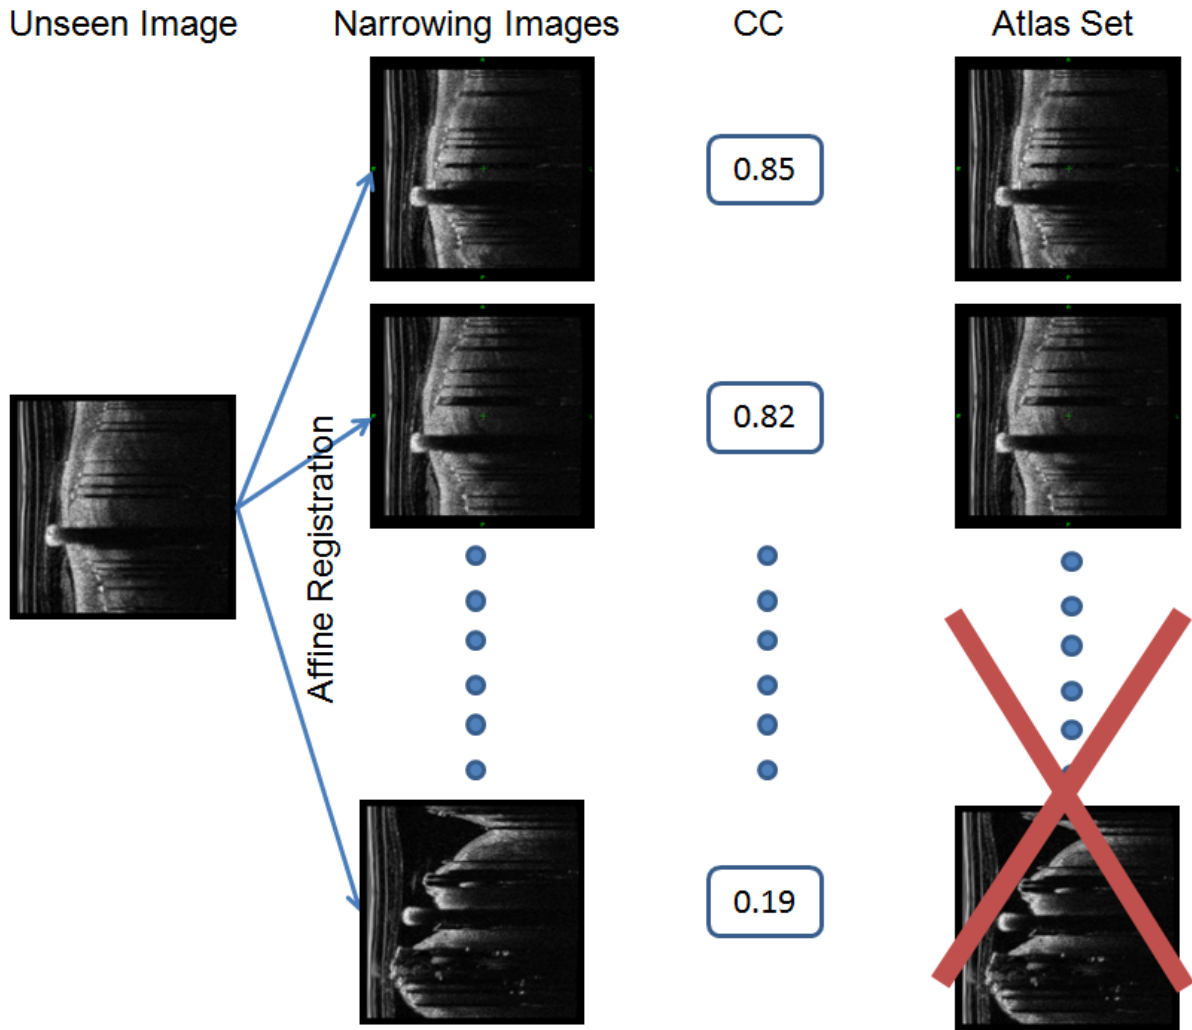 Unseen Image
Narrowing Images
CC
Atlas Set
0.85
0.82
Affine Registration
0.19